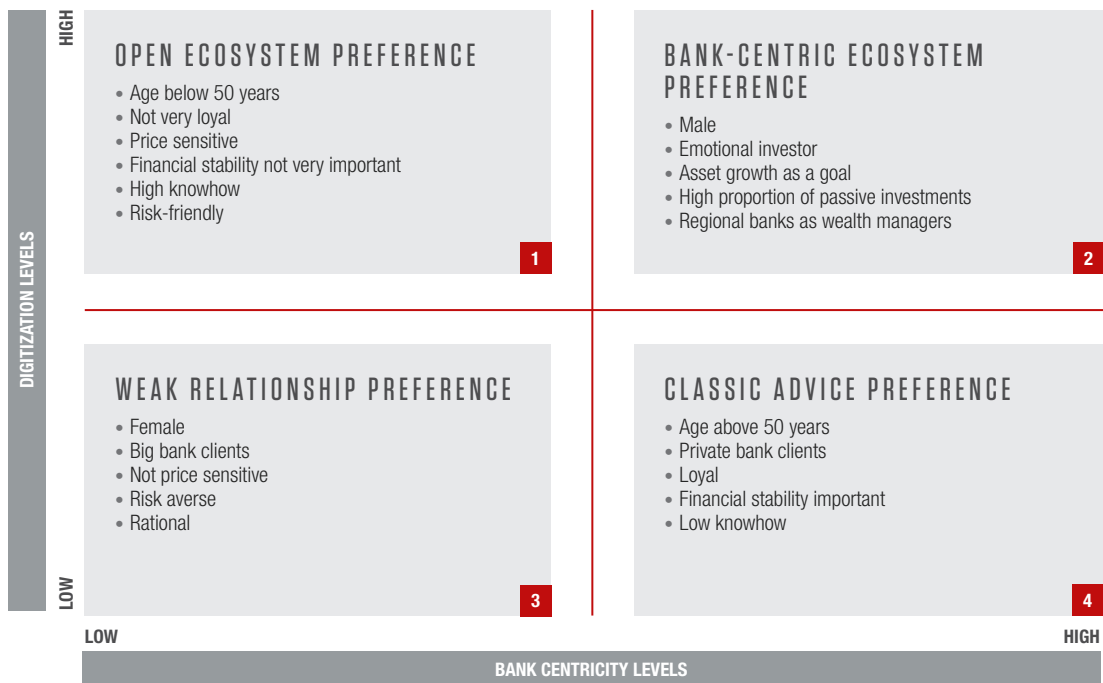 HIGH
OPEN ECOSYSTEM PREFERENCE
• Age below 50 years
• Not very loyal
• Price sensitive
• Financial stability not very important
• High knowhow
• Risk-friendly
1
BANK-CENTRIC ECOSYSTEM
PREFERENCE
• Male
• Emotional investor
• Asset growth as a goal
• High proportion of passive investments
• Regional banks as wealth managers
2
DIGITIZATION LEVELS
WEAK RELATIONSHIP PREFERENCE
• Female
• Big bank clients
• Not price sensitive
• Risk averse
• Rational
3
CLASSIC ADVICE PREFERENCE
• Age above 50 years
• Private bank clients
• Loyal
• Financial stability important
• Low knowhow
4
LOW
LOW
HIGH
BANK CENTRICITY LEVELS